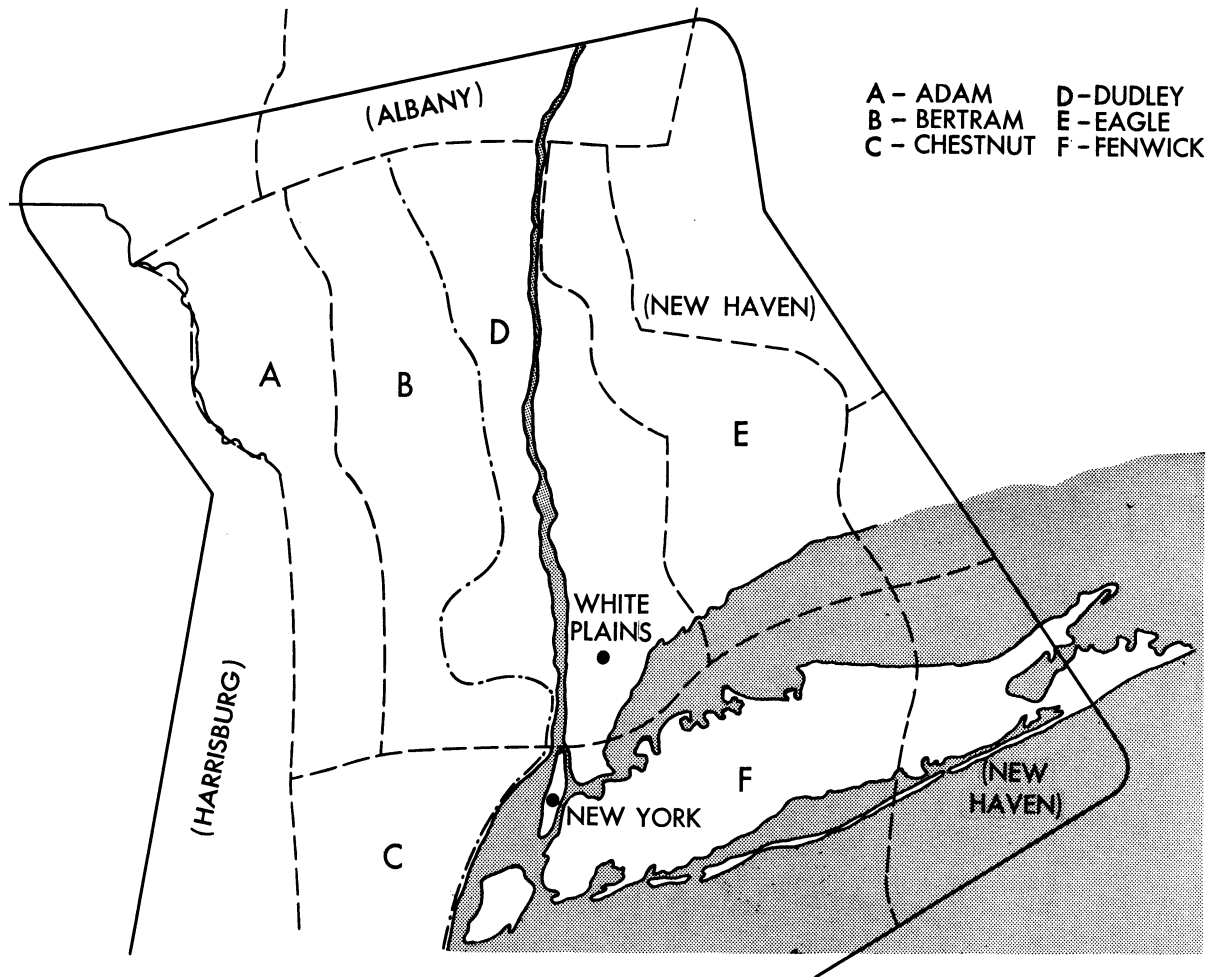 (ALBANY)
A – ADAM D – DUDLEY
B – BERTRAM E – EAGLE
C – CHESTNUT F – FENWICK
(NEW HAVEN)
D
A
B
E
WHITE
PLAINS
(HARRISBURG)
F
(NEW
HAVEN)
NEW YORK
C